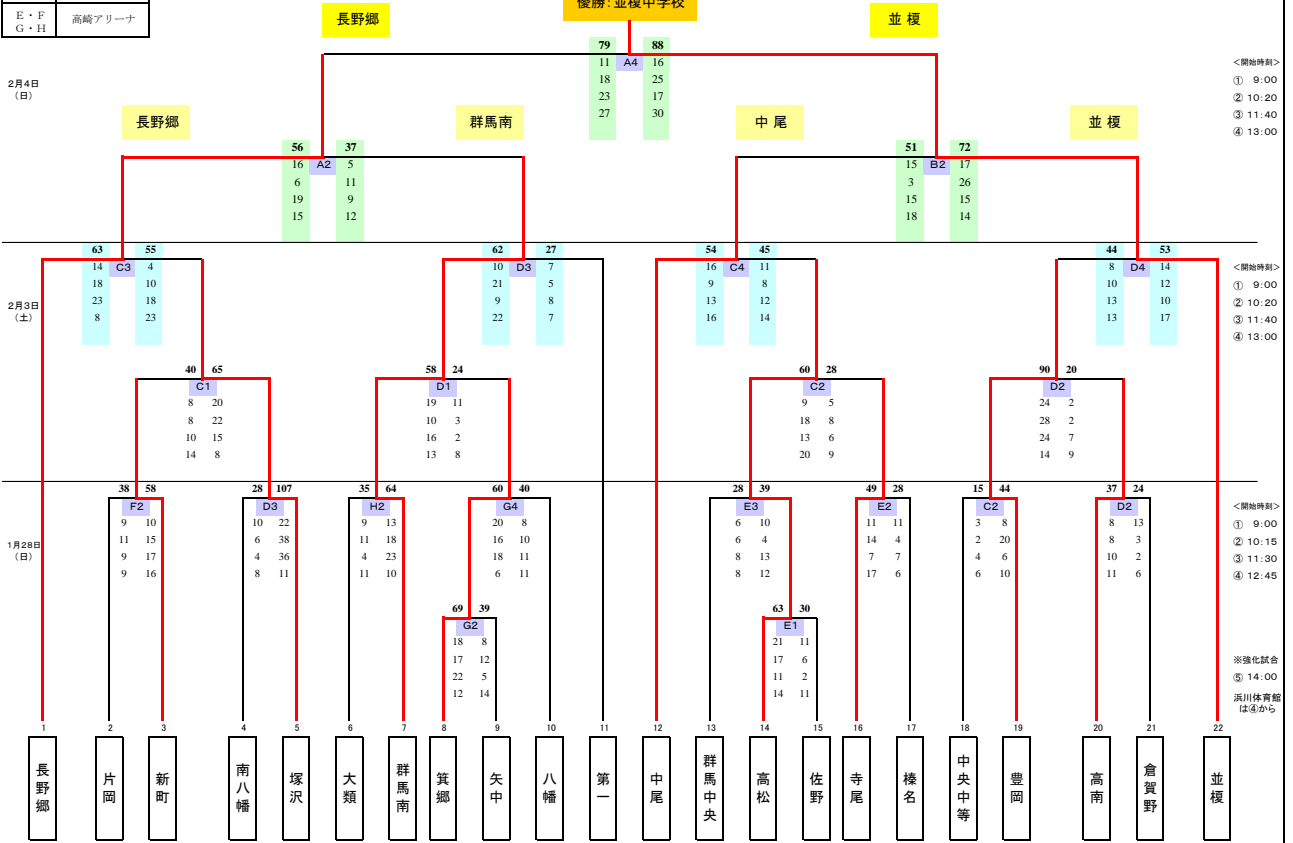 優勝:並榎中学校
E・F
G・H
高崎アリーナ
長野郷
並 榎
79 88
11 A4 16
18 25
23 17
27 30
2月4日
(日)
<開始時刻>
① 9:00
② 10:20
③ 11:40
④ 13:00
長野郷
群馬南
中 尾
並 榎
56 37
16 A2 5
6 11
19 9
15 12
51 72
15 B2 17
3 26
15 15
18 14
63 55
14 C3 4
18 10
23 18
8 23
62 27
10 D3 7
21 5
9 8
22 7
54 45
16 C4 11
9 8
13 12
16 14
44 53
8 D4 14
10 12
13 10
13 17
2月3日
(土)
<開始時刻>
① 9:00
② 10:20
③ 11:40
④ 13:00
40 65
C1
8 20
8 22
10 15
14 8
58 24
D1
19 11
10 3
16 2
13 8
60 28
C2
9 5
18 8
13 6
20 9
90 20
D2
24 2
28 2
24 7
14 9
38 58
F2
9 10
11 15
9 17
9 16
28 107
D3
10 22
6 38
4 36
8 11
35 64
H2
9 13
11 18
4 23
11 10
60 40
G4
20 8
16 10
18 11
6 11
28 39
E3
6 10
6 4
8 13
8 12
49 28
E2
11 11
14 4
7 7
17 6
15 44
C2
3 8
2 20
4 6
6 10
37 24
D2
8 13
8 3
10 2
11 6
1月28日
(日)
<開始時刻>
① 9:00
② 10:15
③ 11:30
④ 12:45
69 39
G2
18 8
17 12
22 5
12 14
63 30
E1
21 11
17 6
11 2
14 11
※強化試合
⑤ 14:00
浜川体育館
は④から
1 2 3 4 5 6 7 8 9 10 11 12 13 14 15 16 17 18 19 20 21 22
長野郷
片岡
新町
南八幡
塚沢
大類
群馬南
箕郷
矢中
八幡
第一
中尾
群馬中央
高松
佐野
寺尾
榛名
中央中等
豊岡
高南
倉賀野
並榎